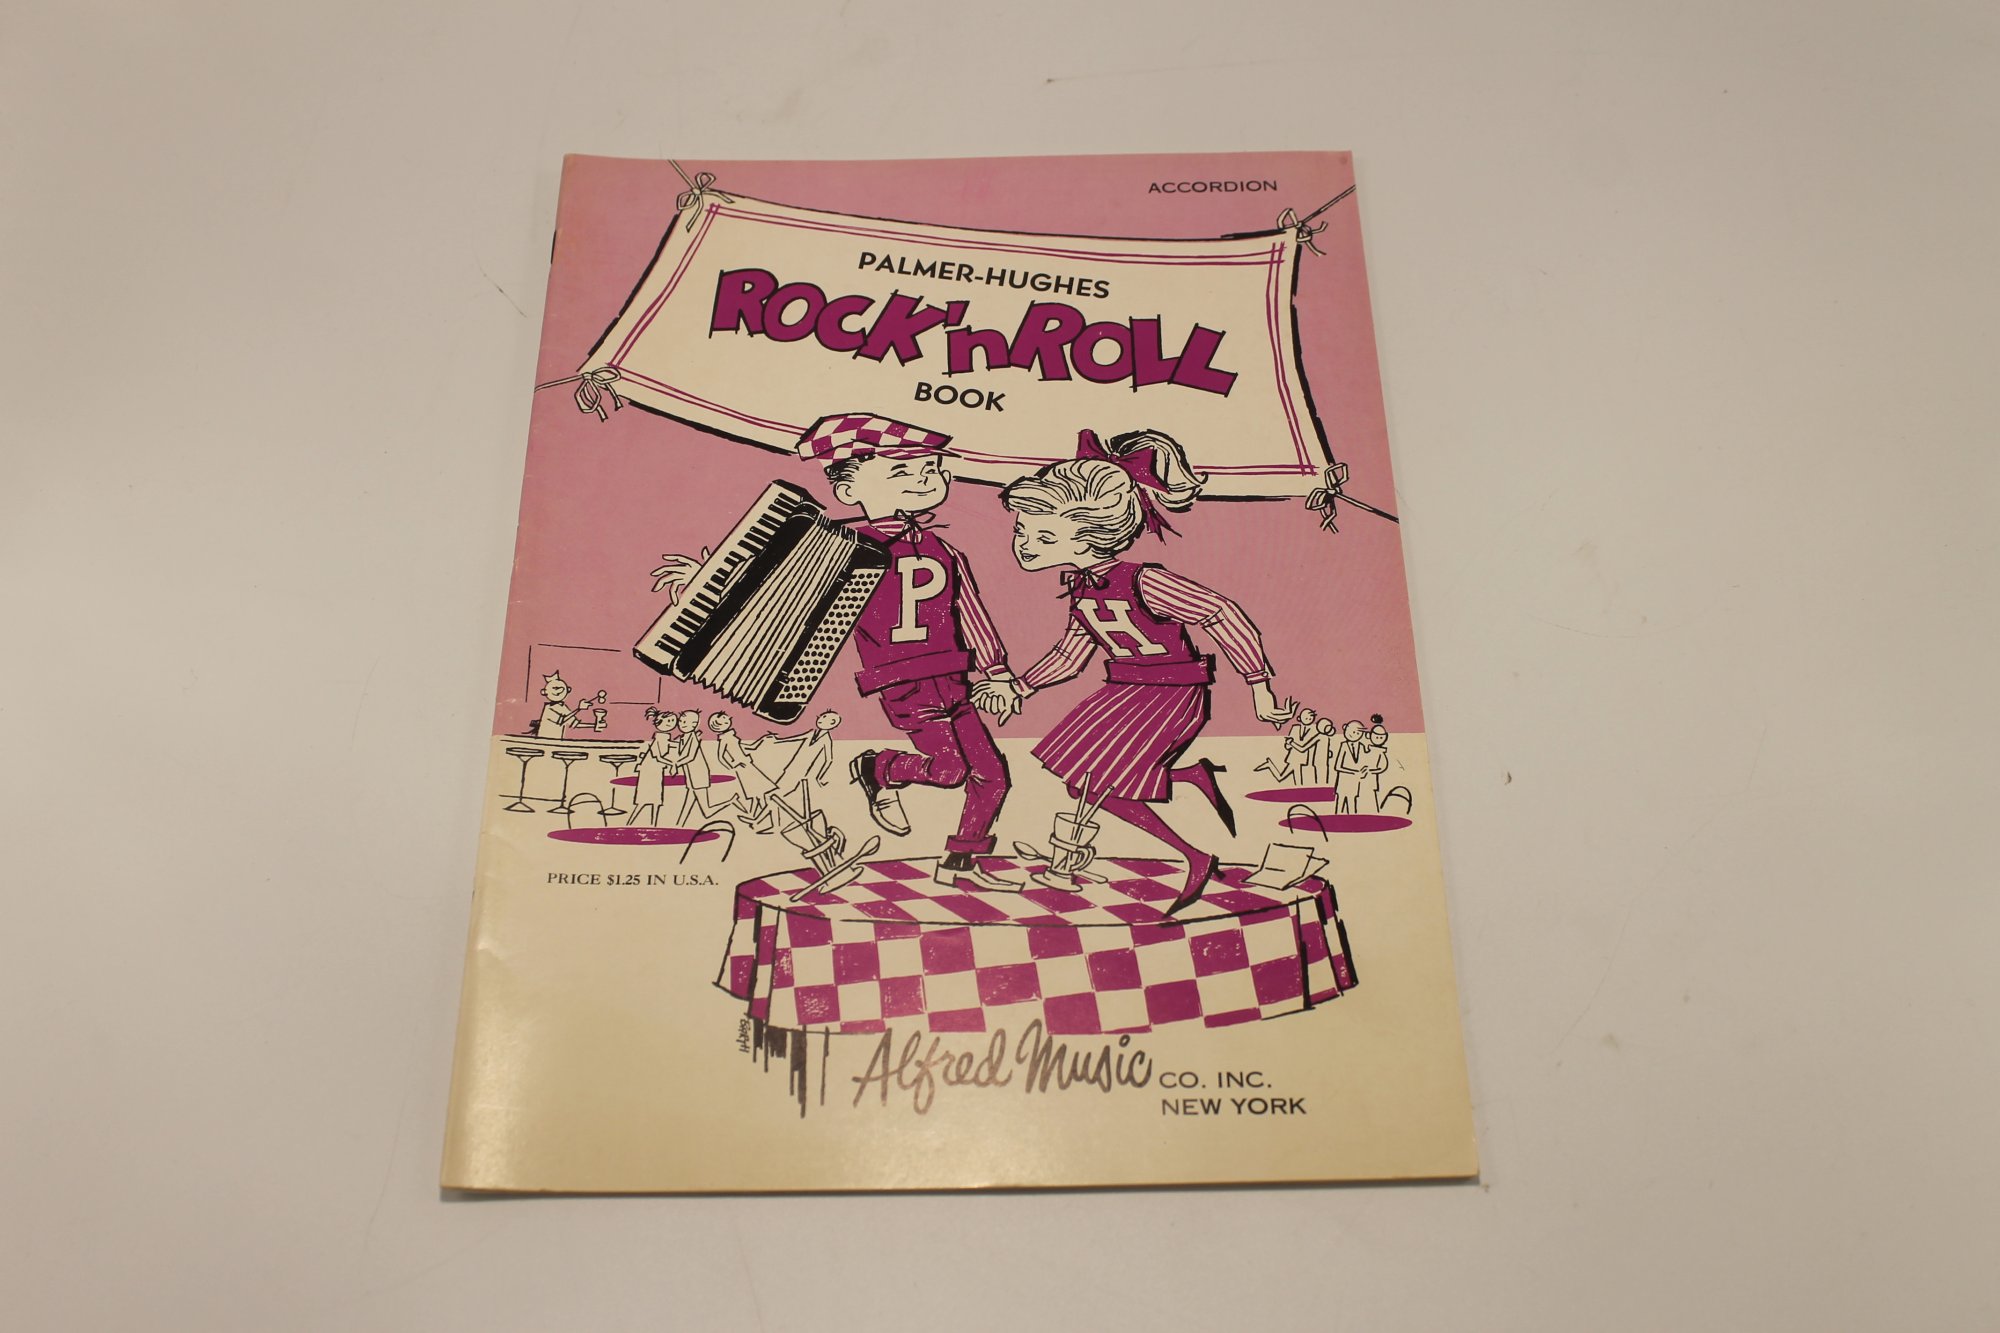 ACCORDION
PALMER-HUGHES
ROCK'n ROLL
BOOK
P
H
PRICE $1.25 IN U.S.A.
Alfred Music CO. INC.
NEW YORK